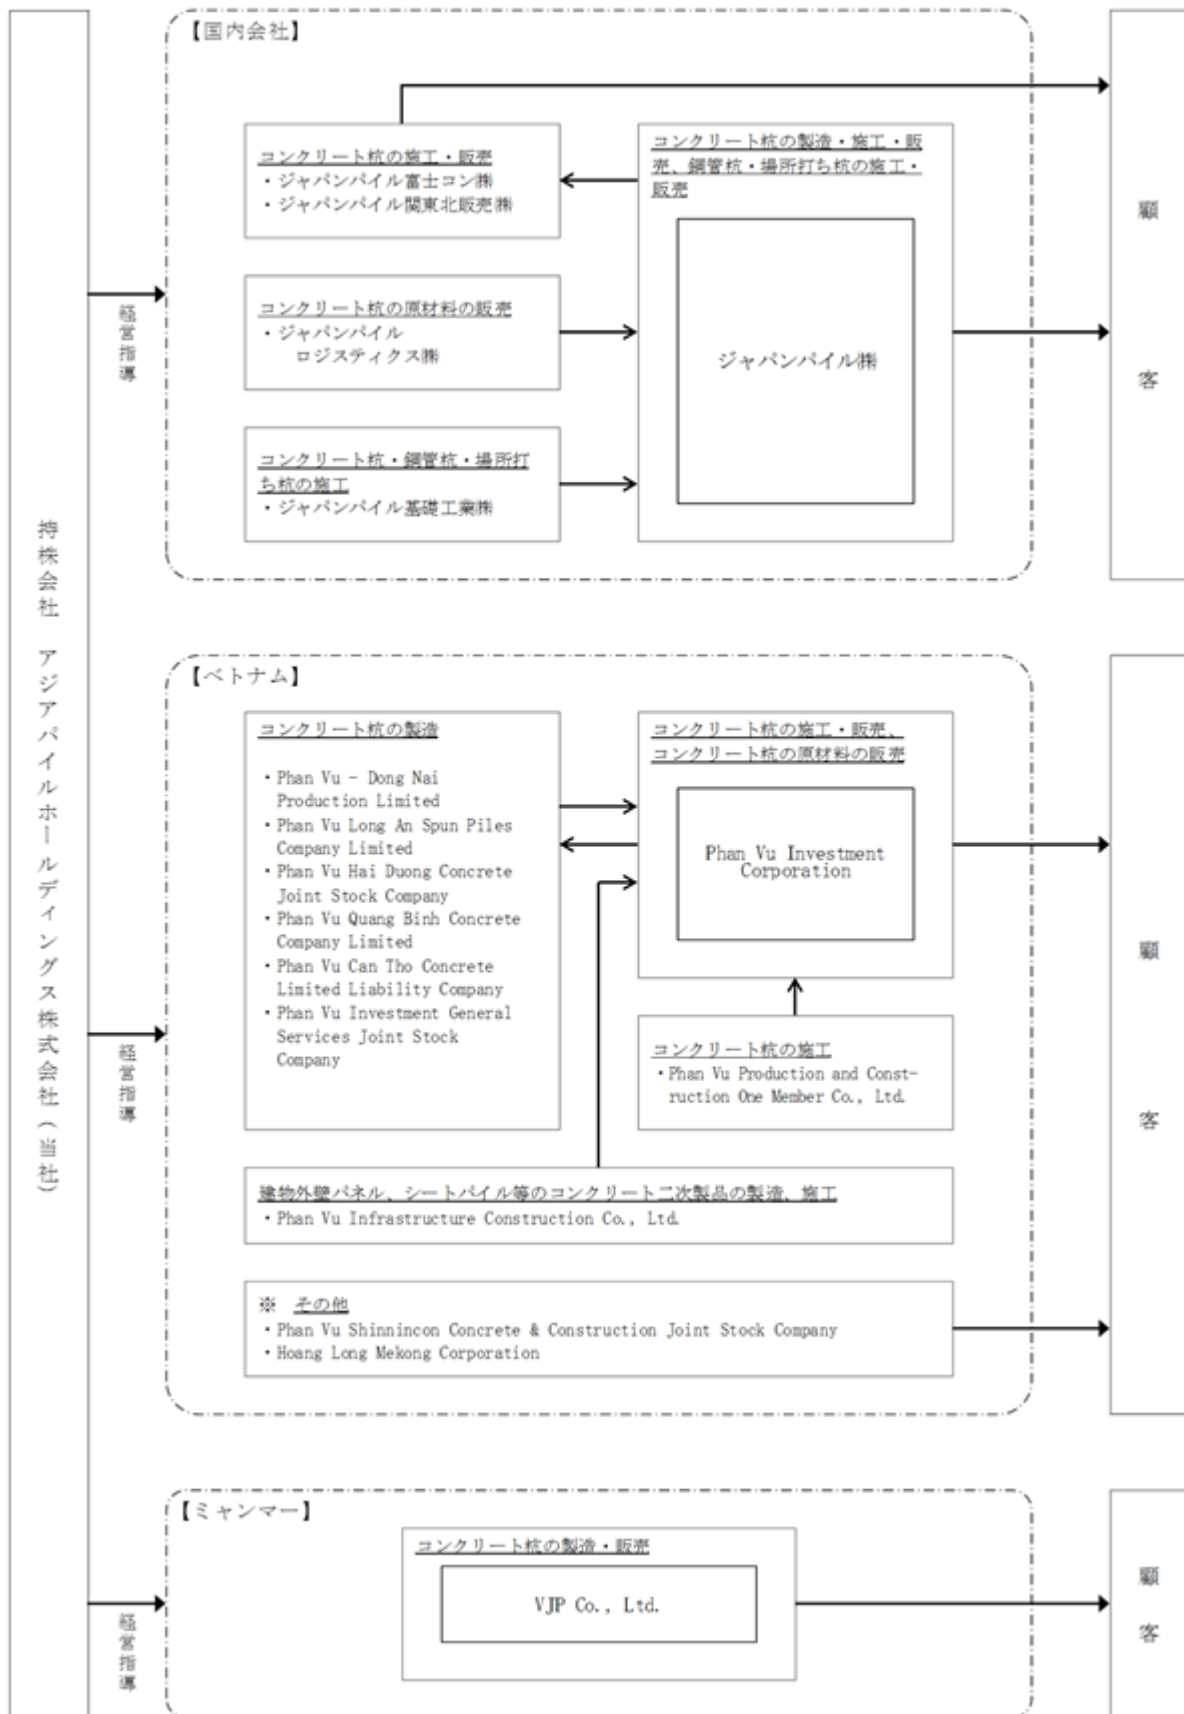 持株会社 アジアパイルホールディングス株式会社（当社）
経営指導
【国内会社】
コンクリート杭の施工・販売
・ジャパンパイル富士コン㈱
・ジャパンパイル関東北販売㈱
コンクリート杭の原材料の販売
・ジャパンパイル
ロジスティクス㈱
コンクリート杭・鋼管杭・場所打
ち杭の施工
・ジャパンパイル基礎工業㈱
コンクリート杭の製造・施工・販
売、鋼管杭・場所打ち杭の施工・
販売
ジャパンパイル㈱
顧客
経営指導
【ベトナム】
コンクリート杭の製造
・Phan Vu - Dong Nai
Production Limited
・Phan Vu Long An Spun Piles
Company Limited
・Phan Vu Hai Duong Concrete
Joint Stock Company
・Phan Vu Quang Binh Concrete
Company Limited
・Phan Vu Can Tho Concrete
Limited Liability Company
・Phan Vu Investment General
Services Joint Stock
Company
コンクリート杭の施工・販売、
コンクリート杭の原材料の販売
Phan Vu Investment
Corporation
コンクリート杭の施工
・Phan Vu Production and Const-
ruction One Member Co., Ltd.
建物外壁パネル、シートパイル等のコンクリート二次製品の製造、施工
・Phan Vu Infrastructure Construction Co., Ltd.
※ その他
・Phan Vu Shinnincon Concrete & Construction Joint Stock Company
・Hoang Long Mekong Corporation
顧客
経営指導
【ミャンマー】
コンクリート杭の製造・販売
VJP Co., Ltd.
顧客